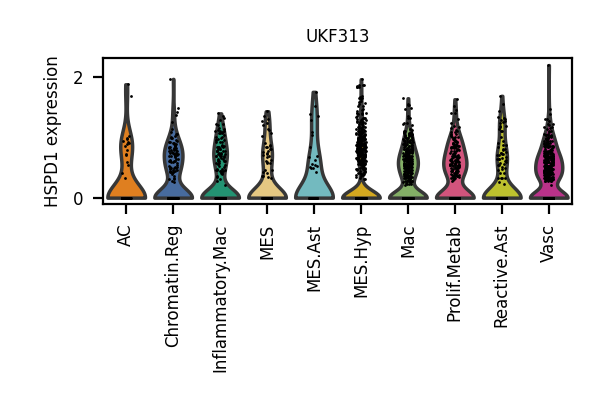 UKF313
HSPD1 expression
2
0
AC
Chromatin.Reg
Inflammatory.Mac
MES
MES.Ast
MES.Hyp
Mac
Prolif.Metab
Reactive.Ast
Vasc